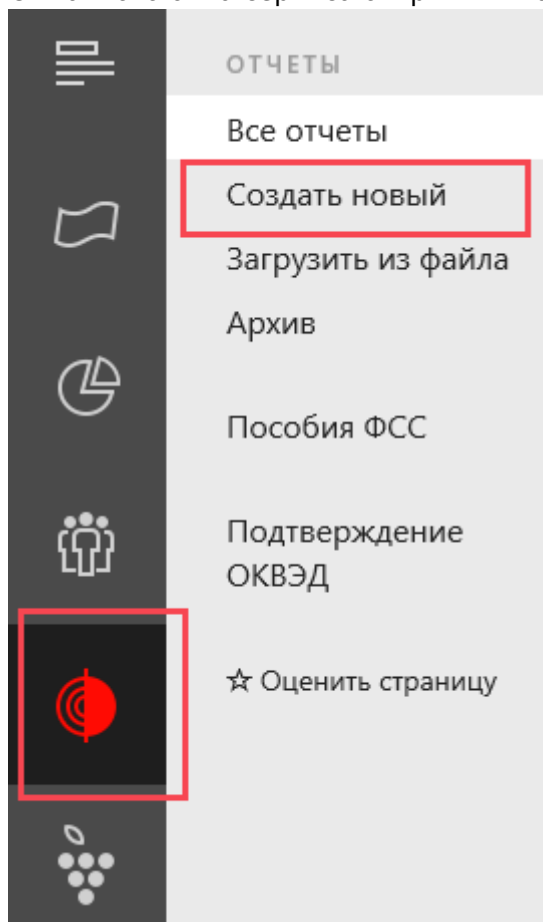 ОТЧЕТЫ
Все отчеты
Создать новый
Загрузить из файла
Архив
Пособия ФСС
Подтверждение
ОКВЭД
☆ Оценить страницу